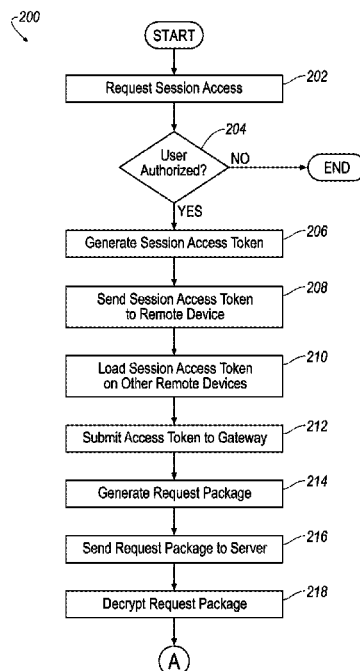 200
START
Request Session Access
202
204
User
Authorized?
NO
END
YES
Generate Session Access Token
206
Send Session Access Token
to Remote Device
208
Load Session Access Token
on Other Remote Devices
210
Submit Access Token to Gateway
212
Generate Request Package
214
Send Request Package to Server
216
Decrypt Request Package
218
A